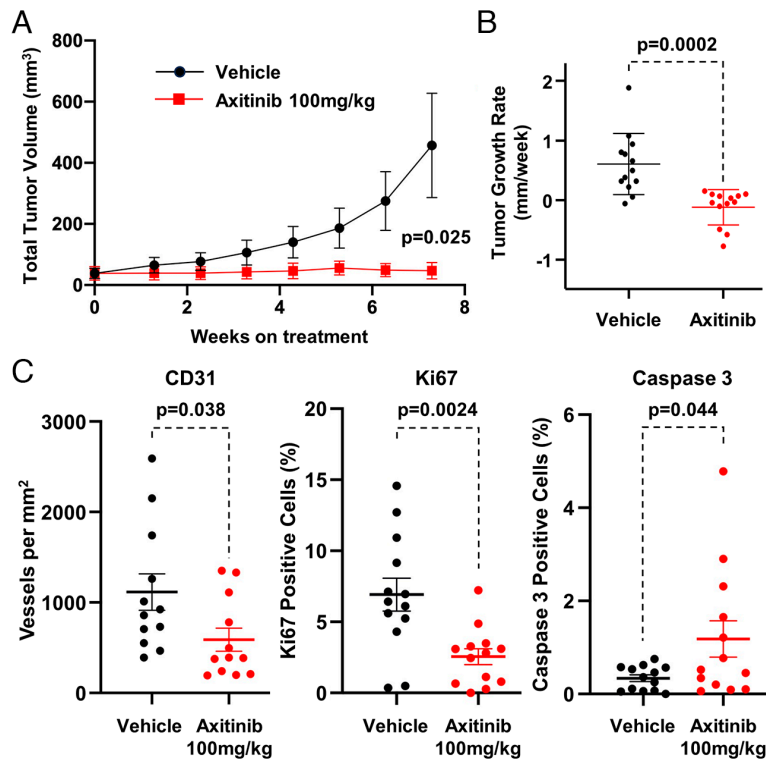 A
Total Tumor Volume (mm³)
800
600
400
200
0
Vehicle
Axitinib 100mg/kg
p=0.025
0
2
4
6
8
Weeks on treatment
B
Tumor Growth Rate
(mm/week)
p=0.0002
2
1
0
-1
Vehicle
Axitinib
C
CD31
p=0.038
Vessels per mm²
3000
2000
1000
0
Vehicle
Axitinib
100mg/kg
Ki67
p=0.0024
Ki67 Positive Cells (%)
20
15
10
5
0
Vehicle
Axitinib
100mg/kg
Caspase 3
p=0.044
Caspase 3 Positive Cells (%)
6
4
2
0
Vehicle
Axitinib
100mg/kg